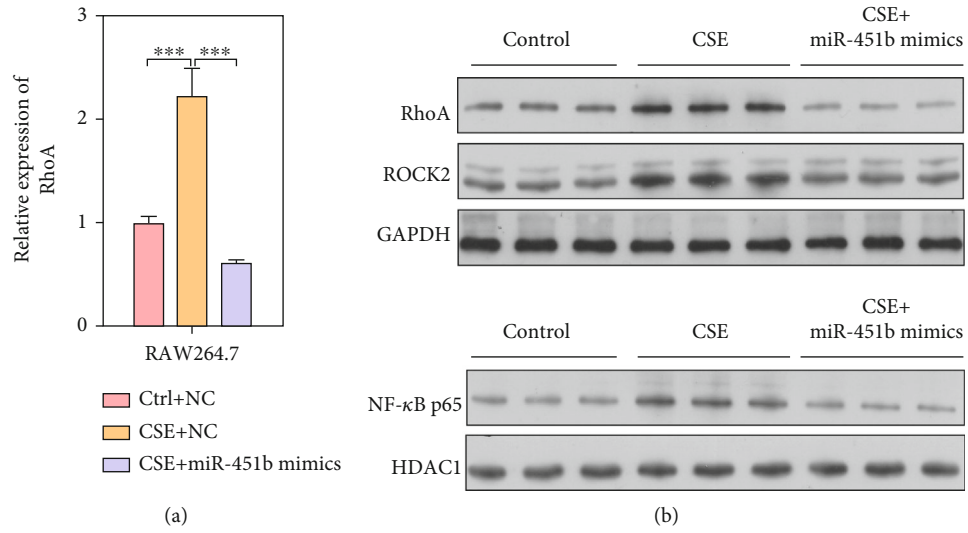 3
2
1
0
Relative expression of
RhoA
***
***
RAW264.7
Ctrl+NC
CSE+NC
CSE+miR-451b mimics
(a)
Control
CSE
CSE+
miR-451b mimics
RhoA
ROCK2
GAPDH
Control
CSE
CSE+
miR-451b mimics
NF-κB p65
HDAC1
(b)